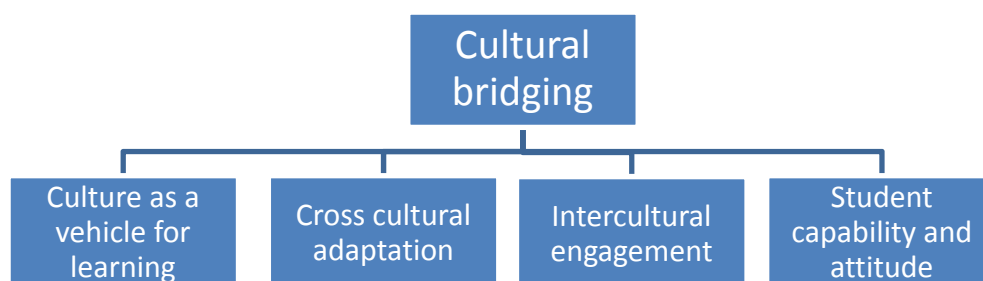 Cultural
bridging
Culture as a
vehicle for
learning
Cross cultural
adaptation
Intercultural
engagement
Student
capability and
attitude